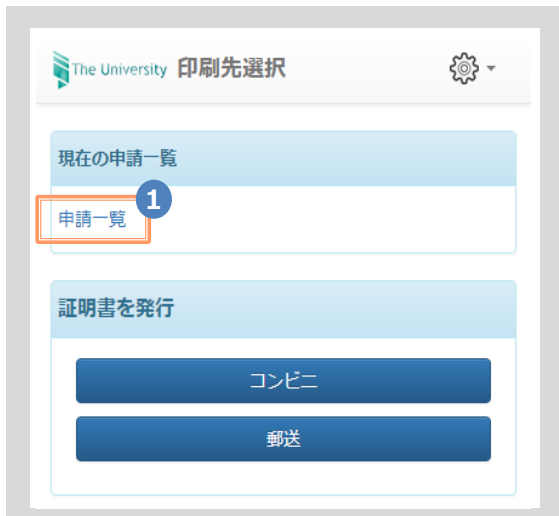 The University 印刷先選択
現在の申請一覧
1
申請一覧
証明書を発行
コンビニ
郵送